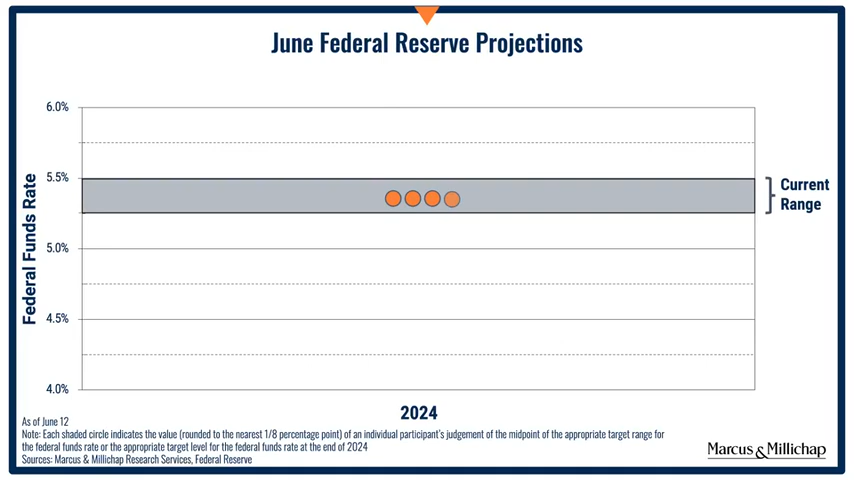 June Federal Reserve Projections
Federal Funds Rate
6.0%
5.5%
5.0%
4.5%
4.0%
Current
Range
2024
As of June 12
Note: Each shaded circle indicates the value (rounded to the nearest 1/8 percentage point) of an individual participant's judgement of the midpoint of the appropriate target range for
the federal funds rate or the appropriate target level for the federal funds rate at the end of 2024
Sources: Marcus & Millichap Research Services, Federal Reserve
Marcus & Millichap